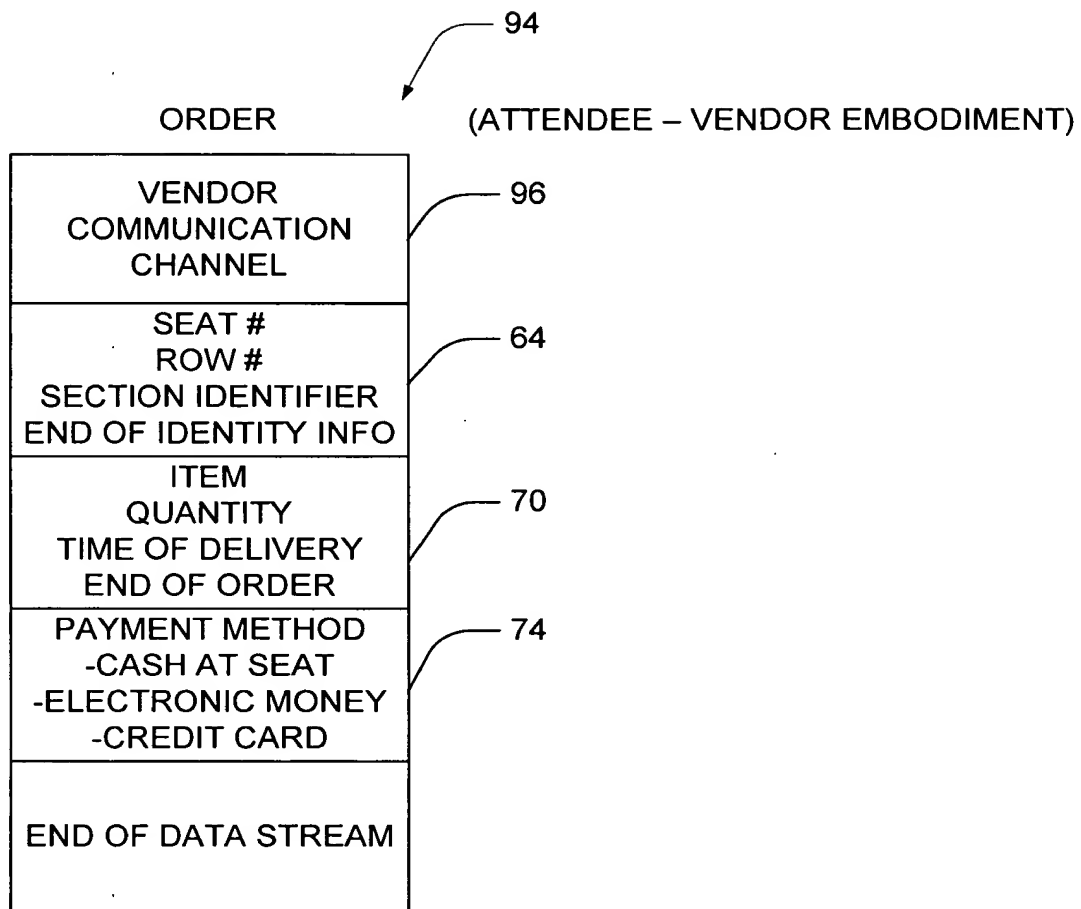 94
ORDER (ATTENDEE – VENDOR EMBODIMENT)
VENDOR
COMMUNICATION
CHANNEL
96
SEAT #
ROW #
SECTION IDENTIFIER
END OF IDENTITY INFO
64
ITEM
QUANTITY
TIME OF DELIVERY
END OF ORDER
70
PAYMENT METHOD
-CASH AT SEAT
-ELECTRONIC MONEY
-CREDIT CARD
74
END OF DATA STREAM